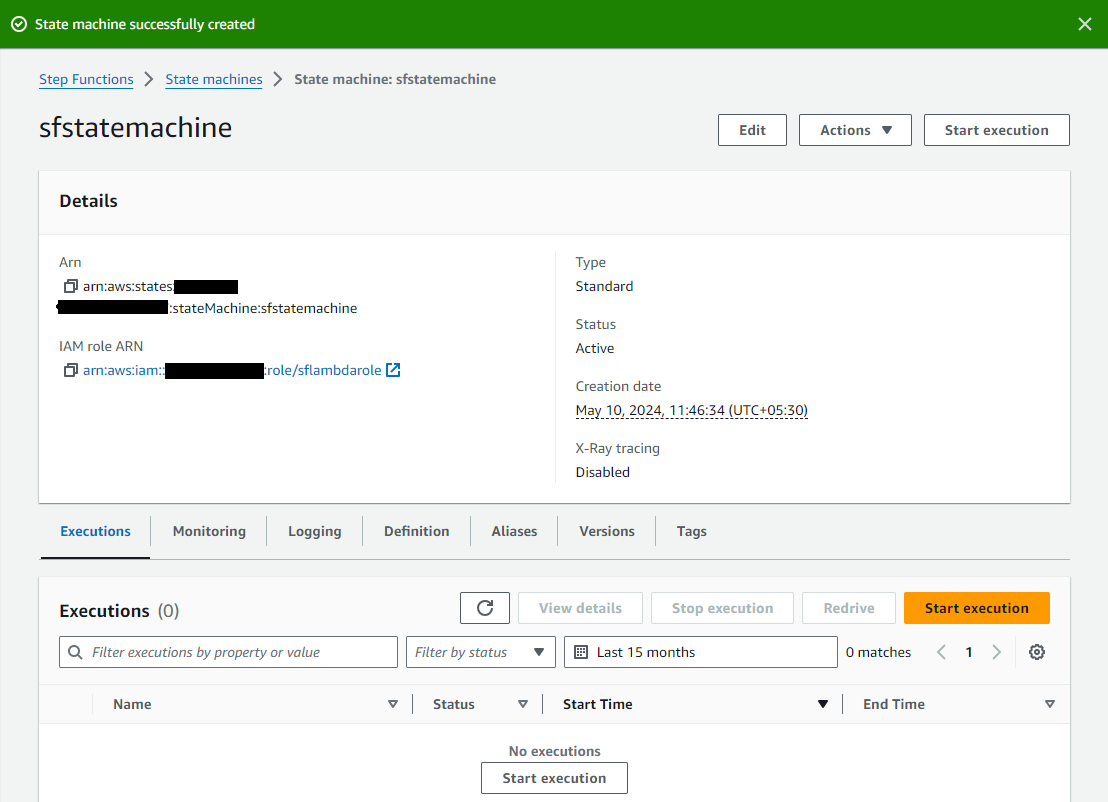 State machine successfully created
Step Functions > State machines > State machine: sfstatemachine
sfstatemachine
Edit
Actions
Start execution
Details
Arn
arn:aws:states:
:stateMachine:sfstatemachine
IAM role ARN
arn:aws:iam:: :role/sflambdarole
Type
Standard
Status
Active
Creation date
May 10, 2024, 11:46:34 (UTC+05:30)
X-Ray tracing
Disabled
Executions
Monitoring
Logging
Definition
Aliases
Versions
Tags
Executions (0)
View details
Stop execution
Redrive
Start execution
Filter executions by property or value
Filter by status
Last 15 months
0 matches
1
Name
Status
Start Time
End Time
No executions
Start execution